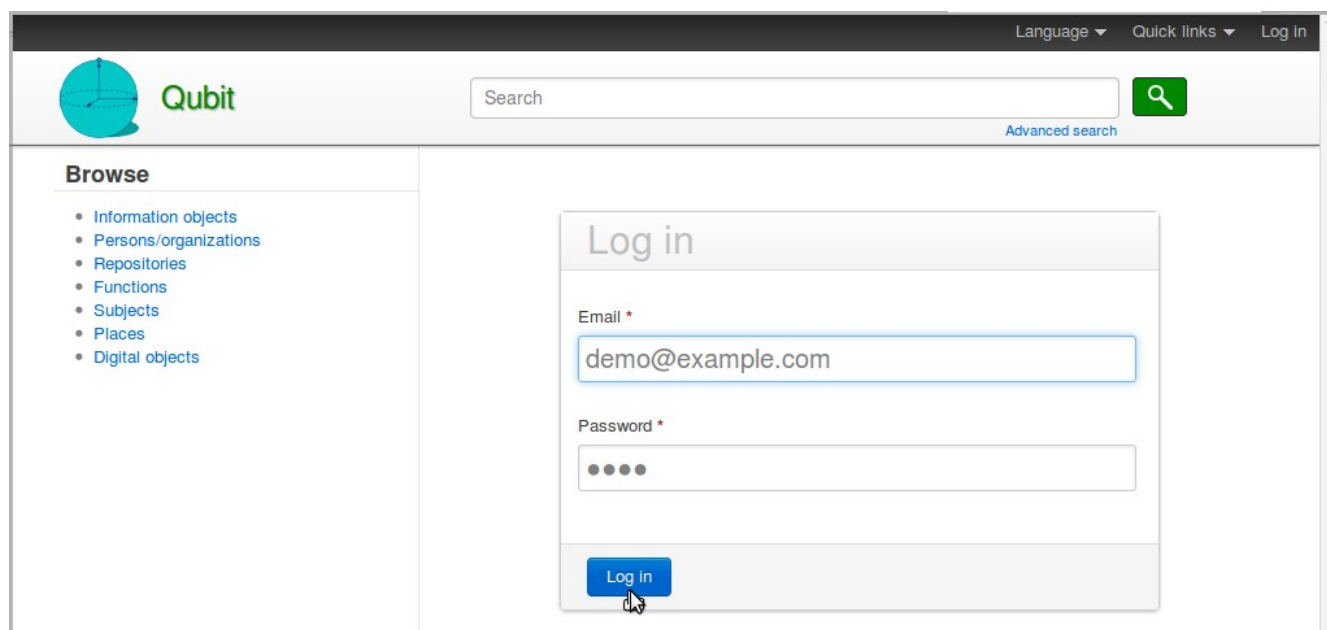 Language Quick links Log in
Qubit
Search
Advanced search
Browse
Information objects
Persons/organizations
Repositories
Functions
Subjects
Places
Digital objects
Log in
Email *
demo@example.com
Password *
●●●●
Log in